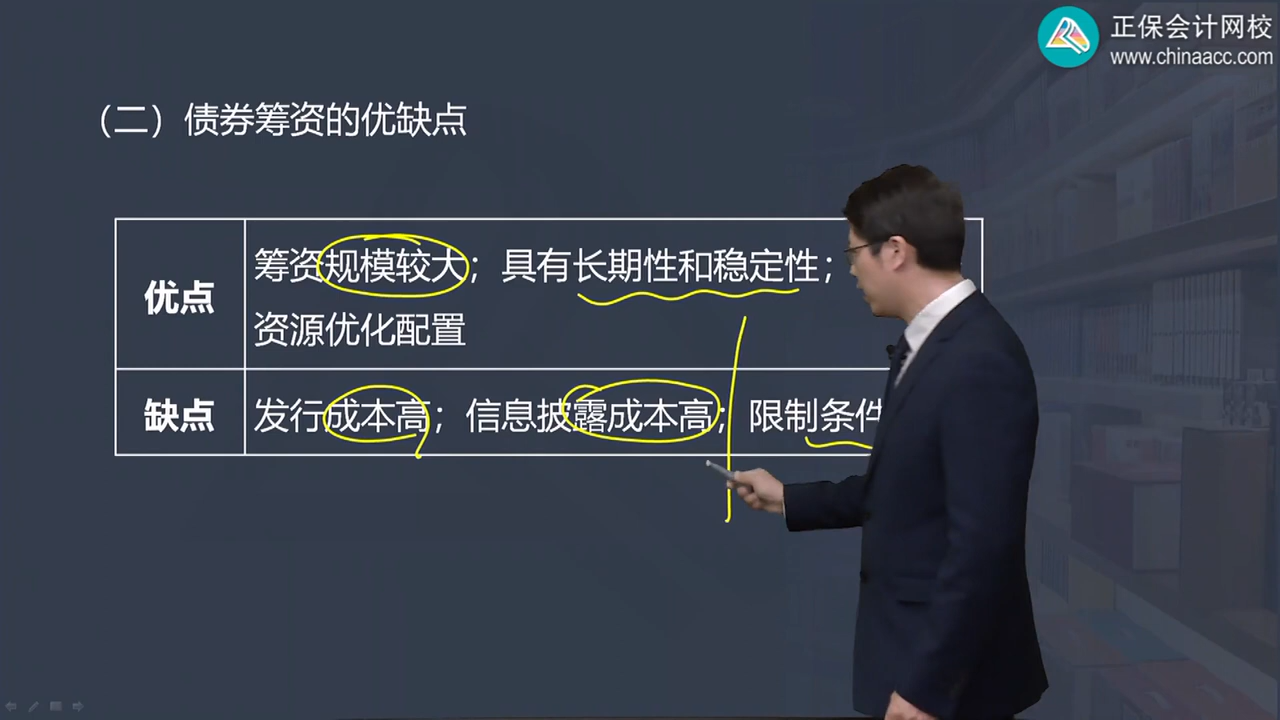 正保会计网校
www.chinaacc.com
（二）债券筹资的优缺点
优点
筹资规模较大；具有长期性和稳定性；
资源优化配置
缺点
发行成本高；信息披露成本高；限制条件